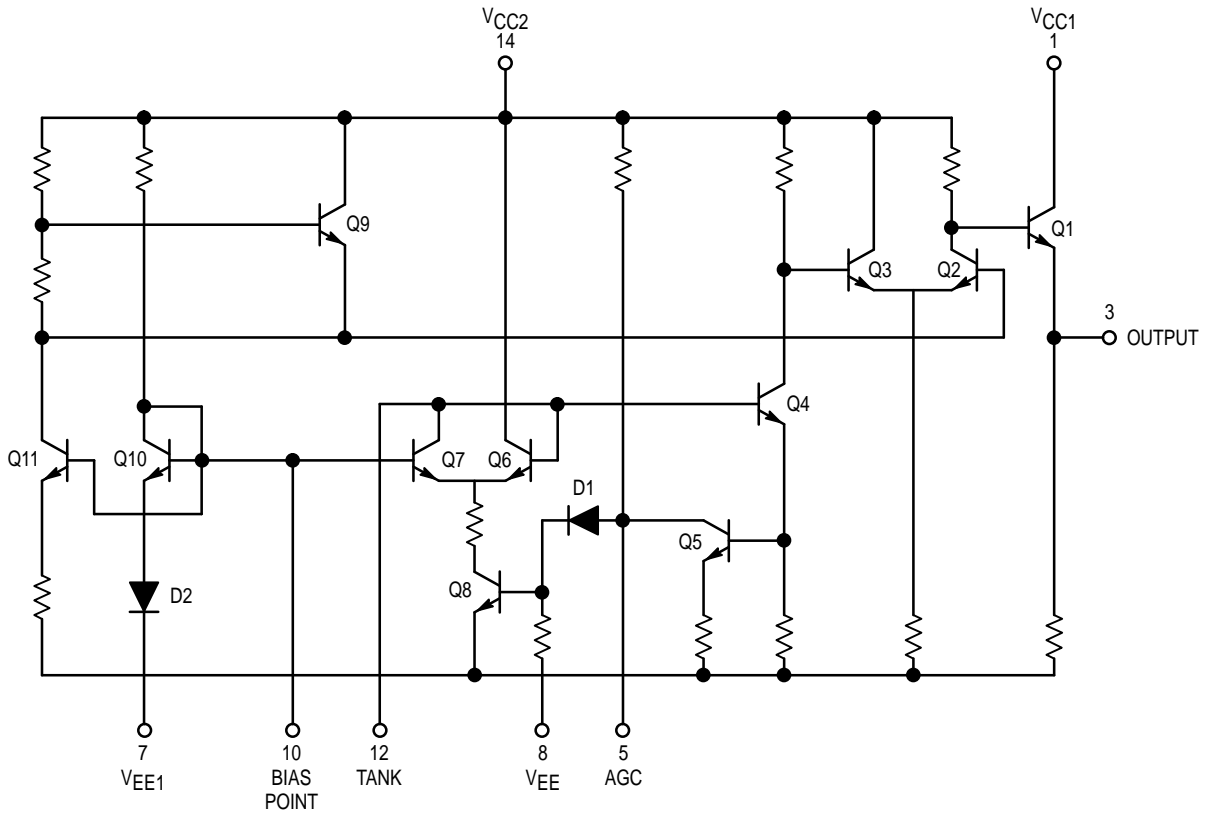 VCC2
14
VCC1
1
Q9
Q3
Q2
Q1
3
OUTPUT
Q4
Q11
Q10
Q7
Q6
D1
Q5
Q8
D2
7
VEE1
10
BIAS
POINT
12
TANK
8
VEE
5
AGC